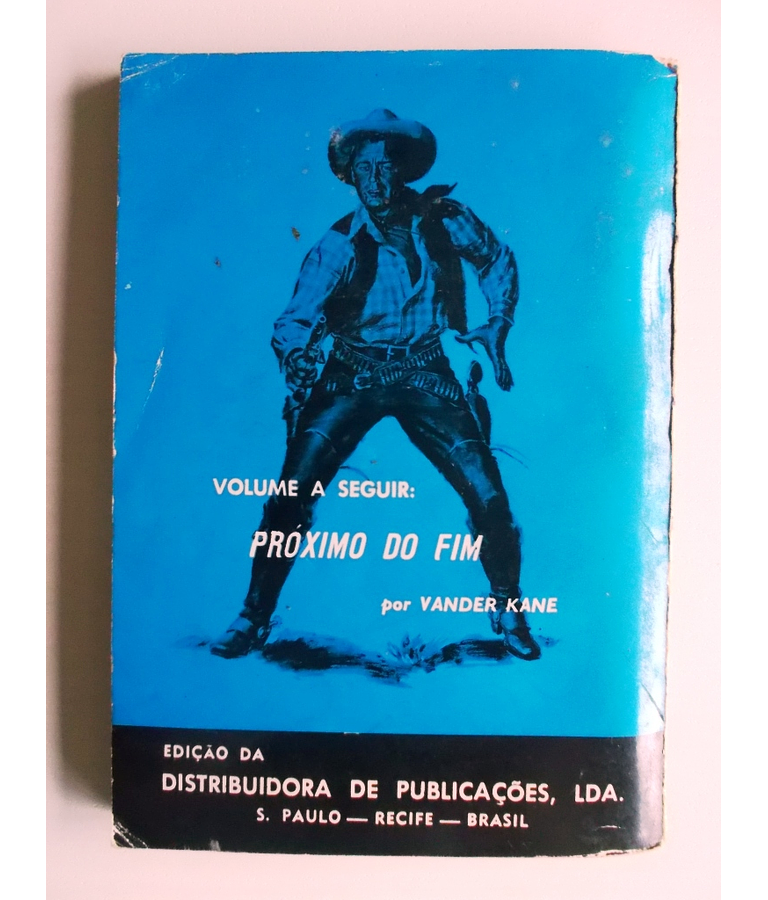 VOLUME A SEGUIR:
PRÓXIMO DO FIM
por VANDER KANE
EDIÇÃO DA
DISTRIBUIDORA DE PUBLICAÇÕES, LDA.
S. PAULO — RECIFE — BRASIL